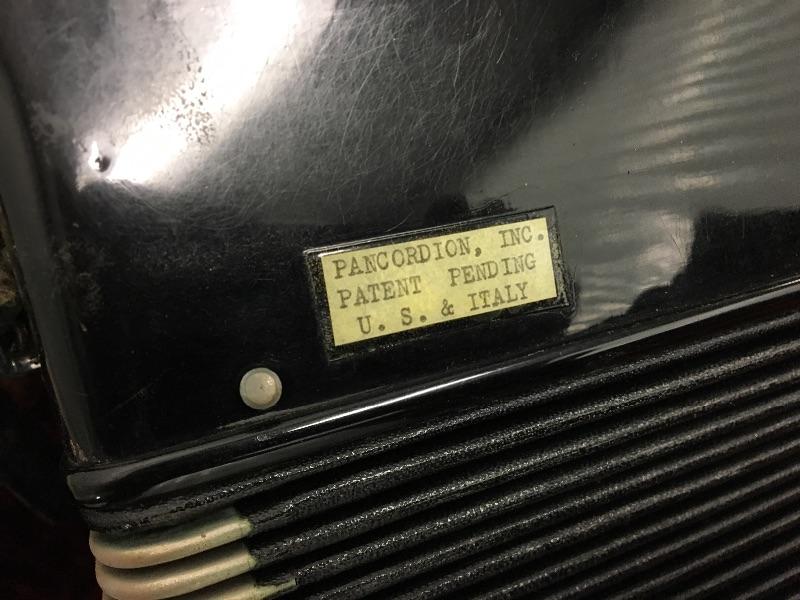 PANCORDION, INC.
PATENT PENDING
U. S. & ITALY